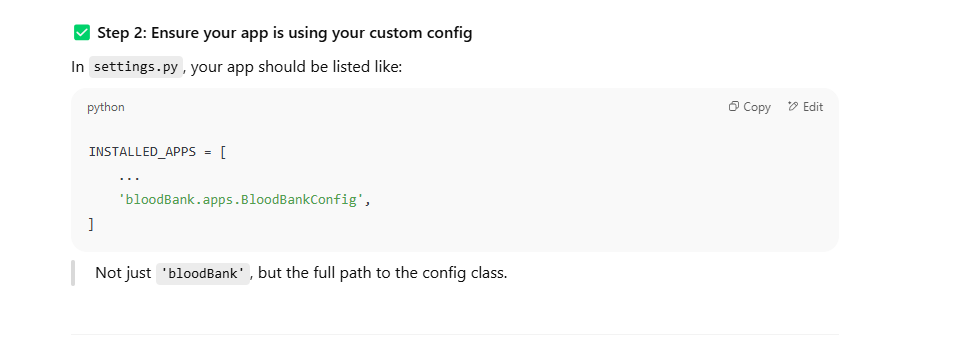 ✅ Step 2: Ensure your app is using your custom config
In settings.py, your app should be listed like:
python Copy Edit
INSTALLED_APPS = [
    ...
    'bloodBank.apps.BloodBankConfig',
]
Not just 'bloodBank', but the full path to the config class.